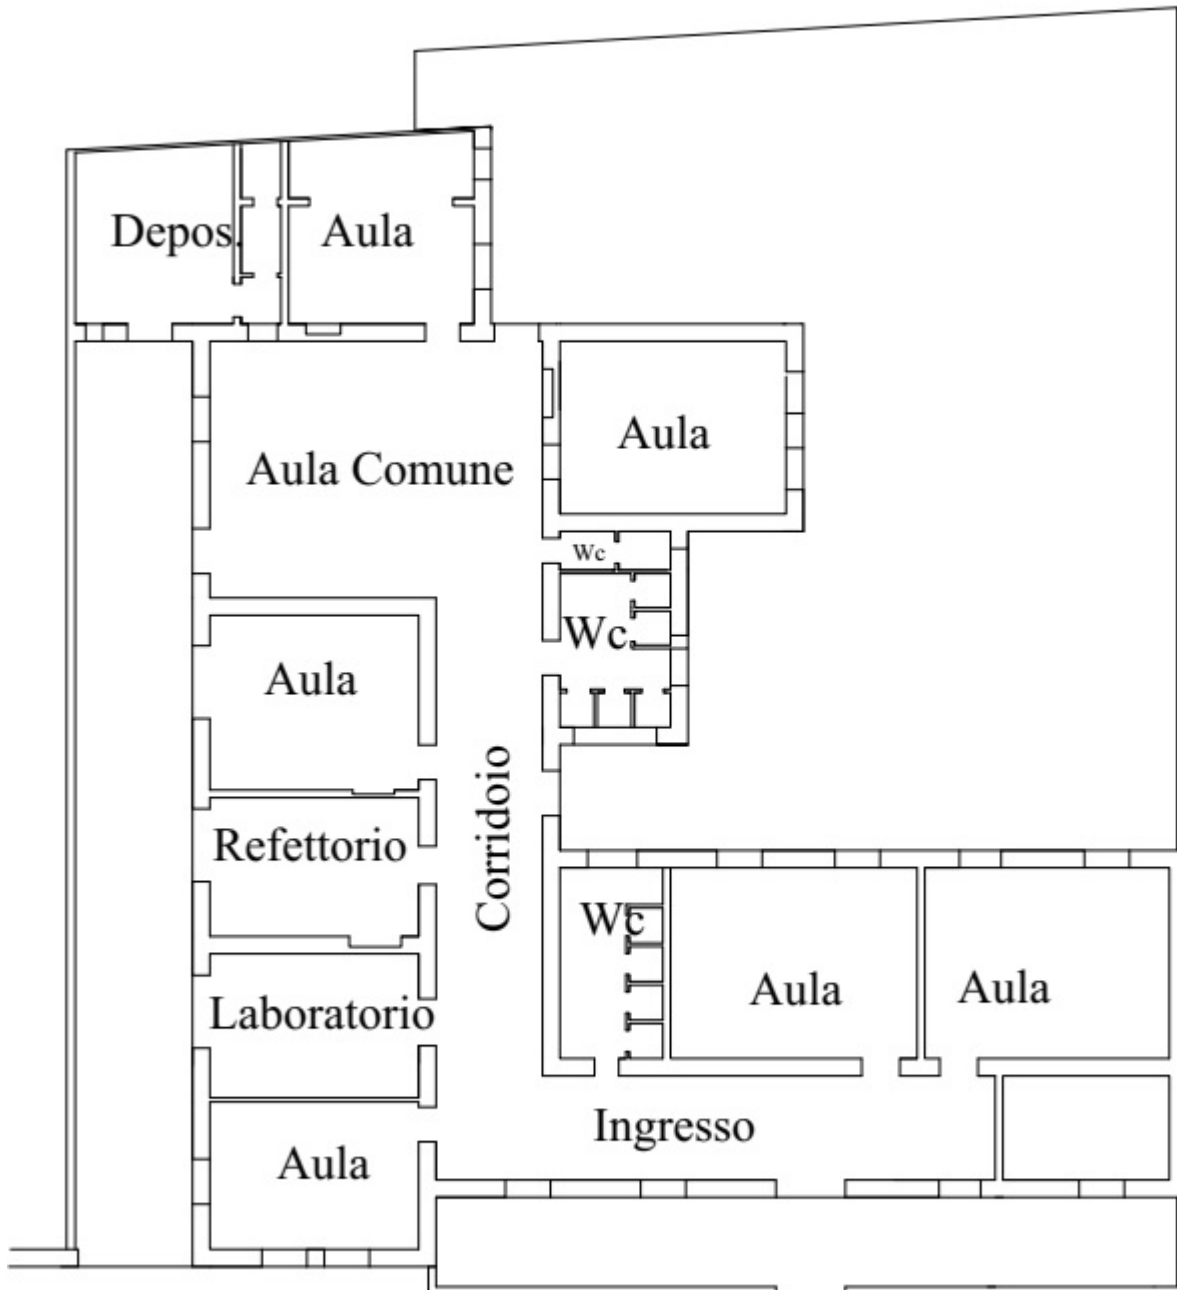 Depos.
Aula
Aula
Aula Comune
Wc
Wc
Aula
Corridoio
Refettorio
Wc
Aula
Aula
Laboratorio
Ingresso
Aula